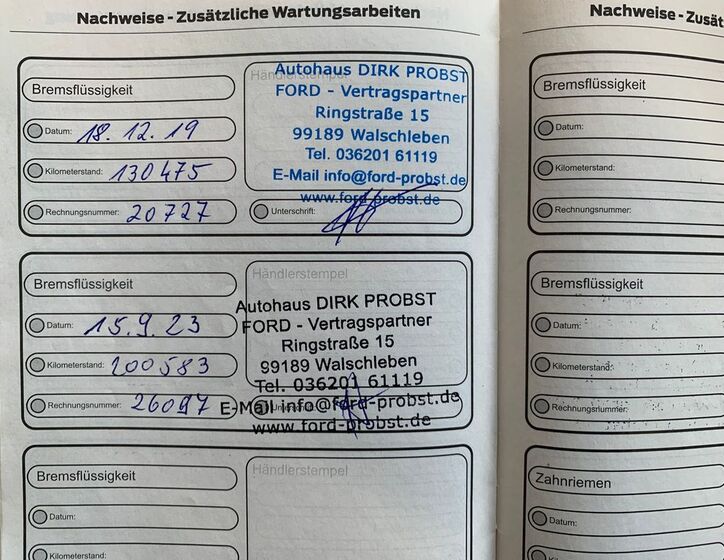 Nachweise - Zusätzliche Wartungsarbeiten
Bremsflüssigkeit
Datum: 18.12.19
Kilometerstand: 130475
Rechnungsnummer: 20727
Händlerstempel
Autohaus DIRK PROBST
FORD - Vertragspartner
Ringstraße 15
99189 Walschleben
Tel. 036201 61119
E-Mail info@ford-probst.de
www.ford-probst.de
Unterschrift:
Bremsflüssigkeit
Datum: 15.9.23
Kilometerstand: 200583
Rechnungsnummer:
Händlerstempel
Autohaus DIRK PROBST
FORD - Vertragspartner
Ringstraße 15
99189 Walschleben
Tel. 036201 61119
E-Mail info@ford-probst.de
www.ford-probst.de
Bremsflüssigkeit
Datum:
Kilometerstand:
Händlerstempel
Nachweise - Zusät
Bremsflüssigkeit
Datum:
Kilometerstand:
Rechnungsnummer:
Bremsflüssigkeit
Datum:
Kilometerstand:
Rechnungsnummer:
Zahnriemen
Datum:
Kilometerstand: